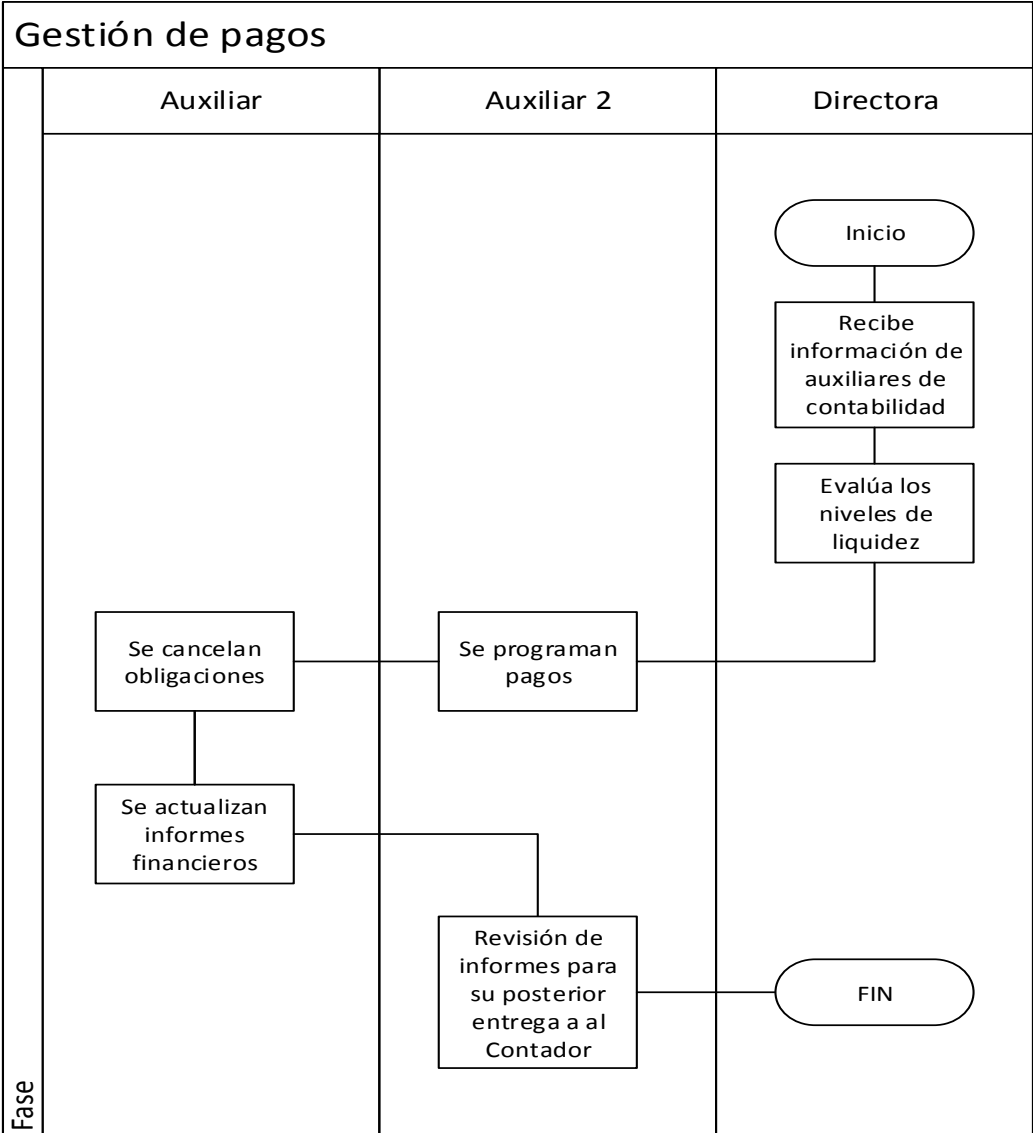 Gestión de pagos
Auxiliar
Auxiliar 2
Directora
Inicio
Recibe
información de
auxiliares de
contabilidad
Evalúa los
niveles de
liquidez
Se cancelan
obligaciones
Se programan
pagos
Se actualizan
informes
financieros
Revisión de
informes para
su posterior
entrega a al
Contador
FIN
Fase